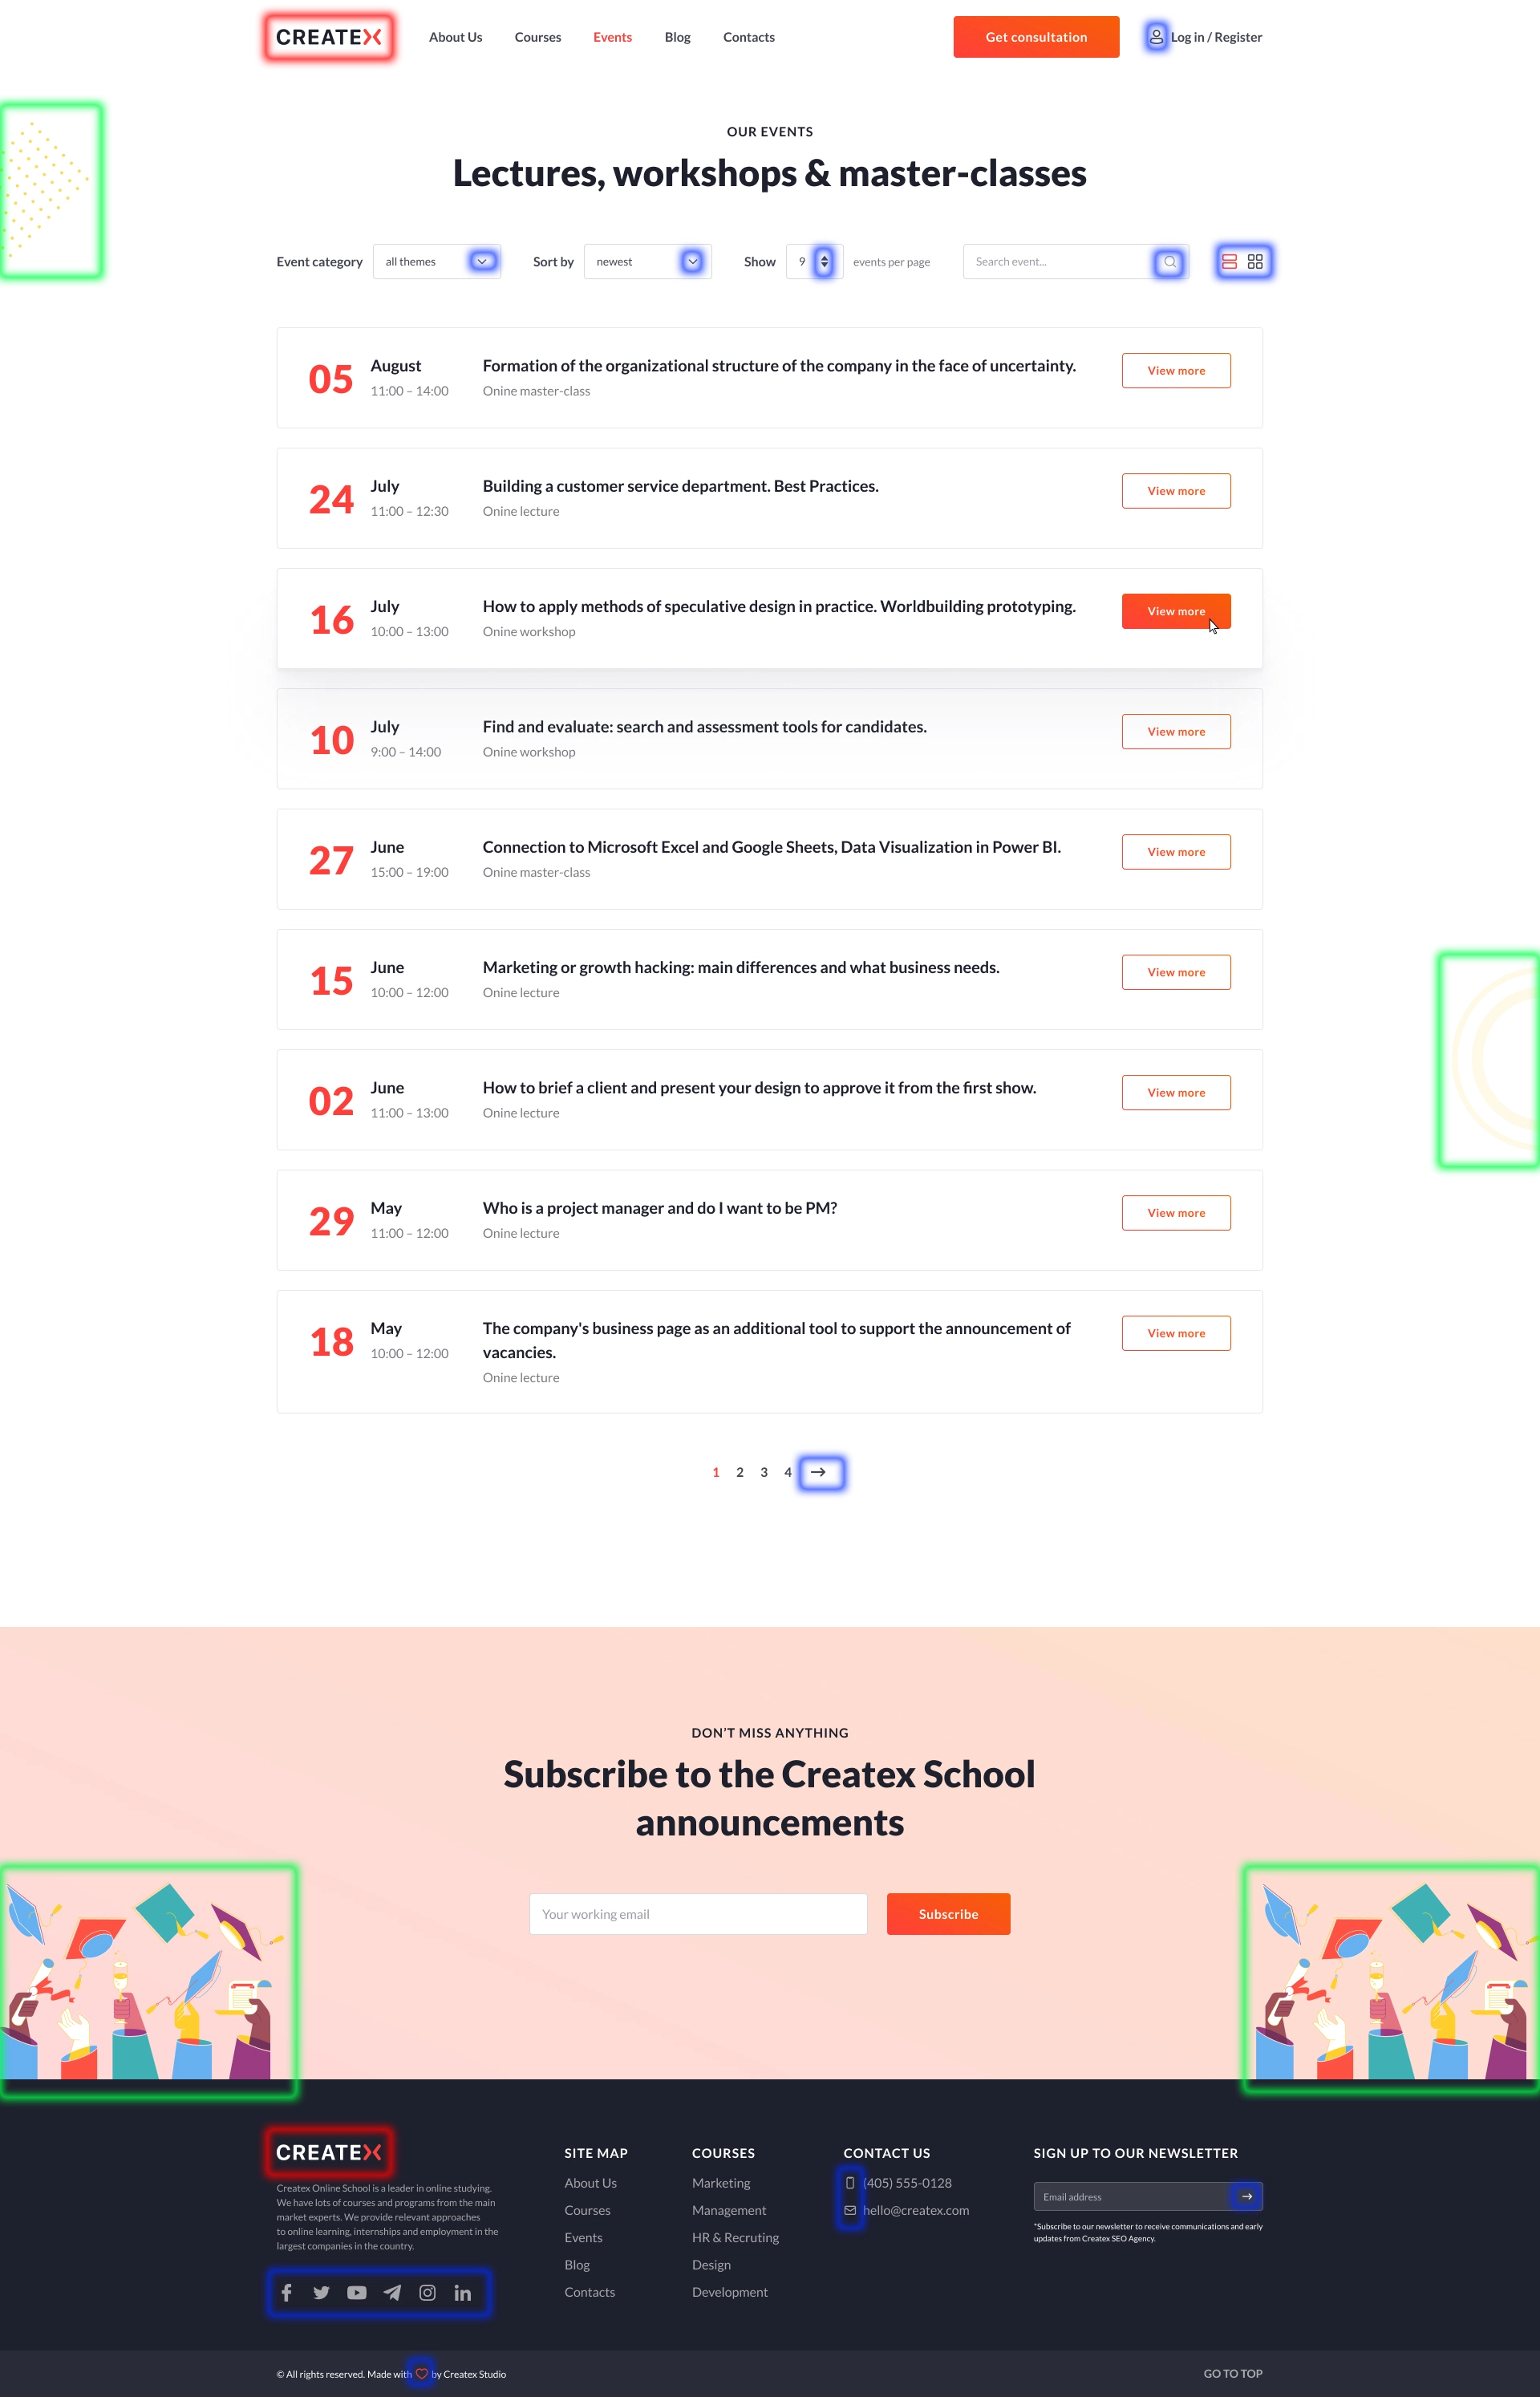 CREATEX
About Us
Courses
Events
Blog
Contacts
Get consultation
Log in / Register
OUR EVENTS
Lectures, workshops & master-classes
Event category
all themes
Sort by
newest
Show
9
events per page
Search event...
05
August
11:00 – 14:00
Formation of the organizational structure of the company in the face of uncertainty.
Onine master-class
View more
24
July
11:00 – 12:30
Building a customer service department. Best Practices.
Onine lecture
View more
16
July
10:00 – 13:00
How to apply methods of speculative design in practice. Worldbuilding prototyping.
Onine workshop
View more
10
July
9:00 – 14:00
Find and evaluate: search and assessment tools for candidates.
Onine workshop
View more
27
June
15:00 – 19:00
Connection to Microsoft Excel and Google Sheets, Data Visualization in Power BI.
Onine master-class
View more
15
June
10:00 – 12:00
Marketing or growth hacking: main differences and what business needs.
Onine lecture
View more
02
June
11:00 – 13:00
How to brief a client and present your design to approve it from the first show.
Onine lecture
View more
29
May
11:00 – 12:00
Who is a project manager and do I want to be PM?
Onine lecture
View more
18
May
10:00 – 12:00
The company's business page as an additional tool to support the announcement of
vacancies.
Onine lecture
View more
1 2 3 4
DON'T MISS ANYTHING
Subscribe to the Createx School
announcements
Your working email
Subscribe
CREATEX
Createx Online School is a leader in online studying.
We have lots of courses and programs from the main
market experts. We provide relevant approaches
to online learning, internships and employment in the
largest companies in the country.
SITE MAP
About Us
Courses
Events
Blog
Contacts
COURSES
Marketing
Management
HR & Recruting
Design
Development
CONTACT US
(405) 555-0128
hello@createx.com
SIGN UP TO OUR NEWSLETTER
Email address
*Subscribe to our newsletter to receive communications and early
updates from Createx SEO Agency.
© All rights reserved. Made with by Createx Studio
GO TO TOP